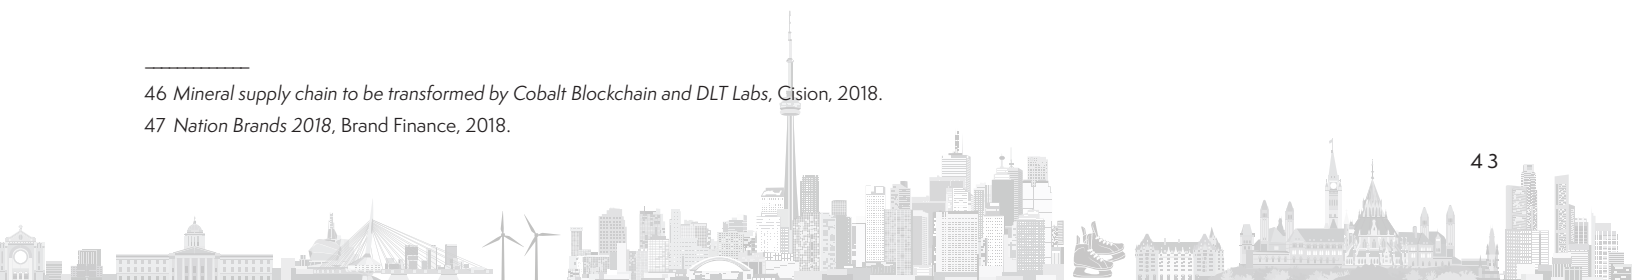 46 Mineral supply chain to be transformed by Cobalt Blockchain and DLT Labs, Cision, 2018.
47 Nation Brands 2018, Brand Finance, 2018.
43